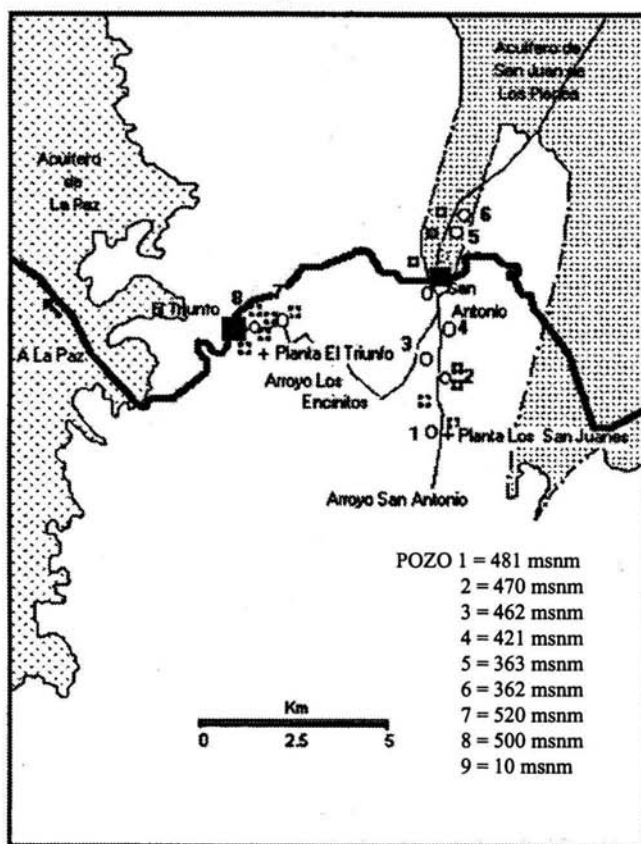 Acuífero de
San Juan de
Los Planes
Acuífero
de
La Paz
6
5
7
San
El Triunfo
8
Antonio
4
+ Planta El Triunfo
3
A La Paz
Arroyo Los
Encinitos
2
1
+ Planta Los San Juanes
Arroyo San Antonio
POZO 1 = 481 msnm
2 = 470 msnm
3 = 462 msnm
4 = 421 msnm
5 = 363 msnm
6 = 362 msnm
7 = 520 msnm
8 = 500 msnm
9 = 10 msnm
Km
0 2.5 5